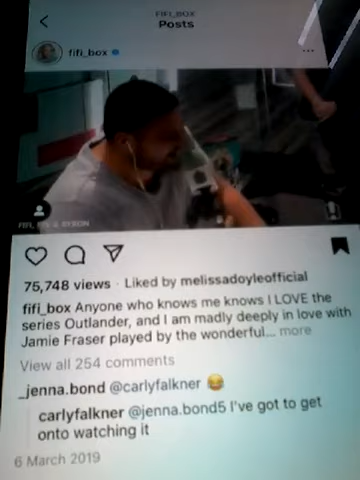 FIFI_BOX
Posts
fifi_box
FIFI, FEV & BYRON
75,748 views · Liked by melissadoyleofficial
fifi_box Anyone who knows me knows I LOVE the
series Outlander, and I am madly deeply in love with
Jamie Fraser played by the wonderful... more
View all 254 comments
_jenna.bond @carlyfalkner 😂
carlyfalkner @jenna.bond5 I've got to get
onto watching it
6 March 2019